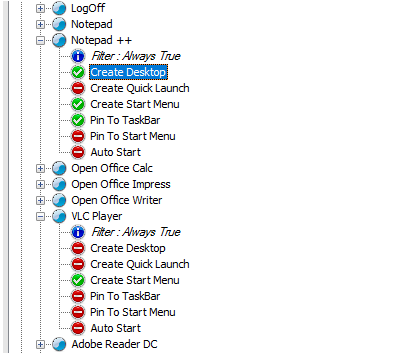 LogOff
Notepad
Notepad ++
Filter : Always True
Create Desktop
Create Quick Launch
Create Start Menu
Pin To TaskBar
Pin To Start Menu
Auto Start
Open Office Calc
Open Office Impress
Open Office Writer
VLC Player
Filter : Always True
Create Desktop
Create Quick Launch
Create Start Menu
Pin To TaskBar
Pin To Start Menu
Auto Start
Adobe Reader DC